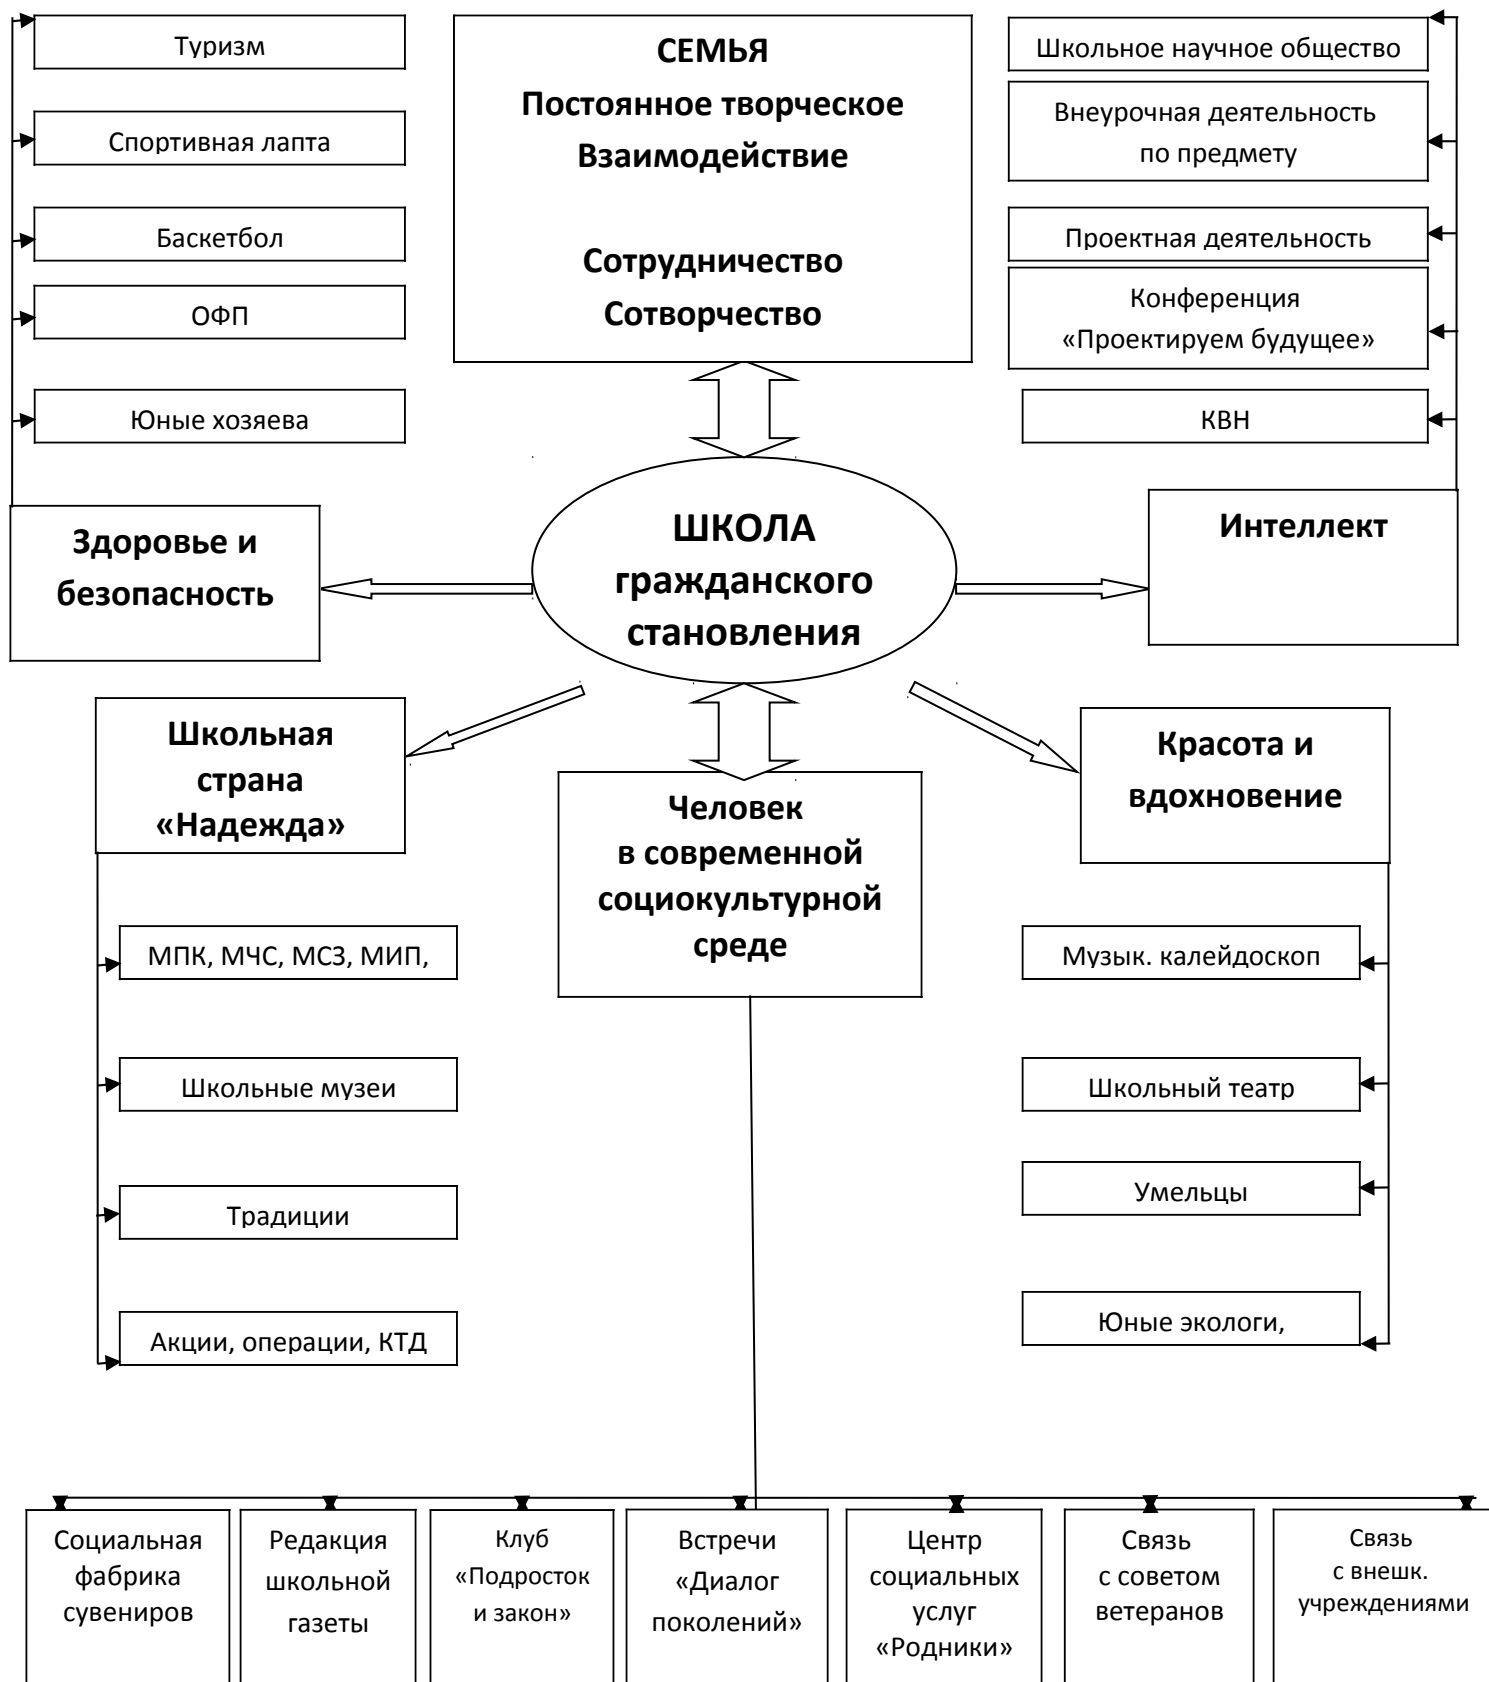 Туризм
Спортивная лапта
Баскетбол
ОФП
Юные хозяева
СЕМЬЯ
Постоянное творческое
Взаимодействие
Сотрудничество
Сотворчество
Школьное научное общество
Внеурочная деятельность
по предмету
Проектная деятельность
Конференция
«Проектируем будущее»
КВН
Здоровье и
безопасность
ШКОЛА
гражданского
становления
Интеллект
Школьная
страна
«Надежда»
Человек
в современной
социокультурной
среде
Красота и
вдохновение
МПК, МЧС, МСЗ, МИП,
Школьные музеи
Традиции
Акции, операции, КТД
Музык. калейдоскоп
Школьный театр
Умельцы
Юные экологи,
Социальная
фабрика
сувениров
Редакция
школьной
газеты
Клуб
«Подросток
и закон»
Встречи
«Диалог
поколений»
Центр
социальных
услуг
«Родники»
Связь
с советом
ветеранов
Связь
с внешк.
учреждениями